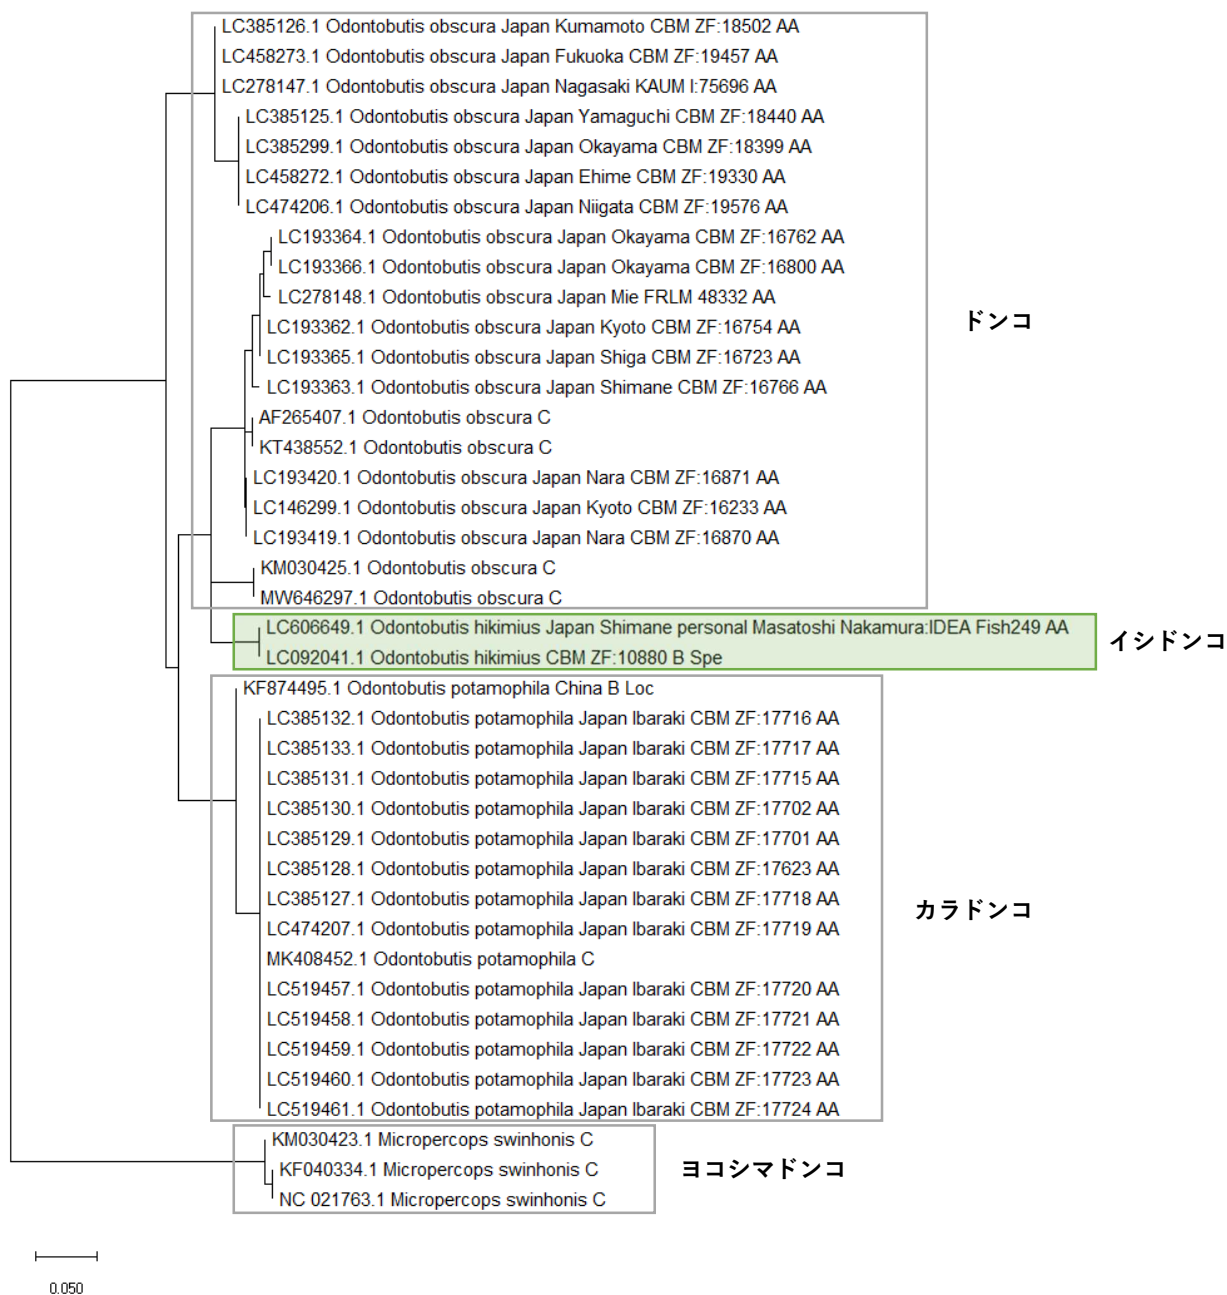 LC385126.1 Odontobutis obscura Japan Kumamoto CBM ZF:18502 AA
LC458273.1 Odontobutis obscura Japan Fukuoka CBM ZF:19457 AA
LC278147.1 Odontobutis obscura Japan Nagasaki KAUM I:75696 AA
LC385125.1 Odontobutis obscura Japan Yamaguchi CBM ZF:18440 AA
LC385299.1 Odontobutis obscura Japan Okayama CBM ZF:18399 AA
LC458272.1 Odontobutis obscura Japan Ehime CBM ZF:19330 AA
LC474206.1 Odontobutis obscura Japan Niigata CBM ZF:19576 AA
LC193364.1 Odontobutis obscura Japan Okayama CBM ZF:16762 AA
LC193366.1 Odontobutis obscura Japan Okayama CBM ZF:16800 AA
LC278148.1 Odontobutis obscura Japan Mie FRLM 48332 AA
LC193362.1 Odontobutis obscura Japan Kyoto CBM ZF:16754 AA
LC193365.1 Odontobutis obscura Japan Shiga CBM ZF:16723 AA
LC193363.1 Odontobutis obscura Japan Shimane CBM ZF:16766 AA
AF265407.1 Odontobutis obscura C
KT438552.1 Odontobutis obscura C
LC193420.1 Odontobutis obscura Japan Nara CBM ZF:16871 AA
LC146299.1 Odontobutis obscura Japan Kyoto CBM ZF:16233 AA
LC193419.1 Odontobutis obscura Japan Nara CBM ZF:16870 AA
KM030425.1 Odontobutis obscura C
MW646297.1 Odontobutis obscura C
ドンコ
LC606649.1 Odontobutis hikimius Japan Shimane personal Masatoshi Nakamura:IDEA Fish249 AA
LC092041.1 Odontobutis hikimius CBM ZF:10880 B Spe
イシドンコ
KF874495.1 Odontobutis potamophila China B Loc
LC385132.1 Odontobutis potamophila Japan Ibaraki CBM ZF:17716 AA
LC385133.1 Odontobutis potamophila Japan Ibaraki CBM ZF:17717 AA
LC385131.1 Odontobutis potamophila Japan Ibaraki CBM ZF:17715 AA
LC385130.1 Odontobutis potamophila Japan Ibaraki CBM ZF:17702 AA
LC385129.1 Odontobutis potamophila Japan Ibaraki CBM ZF:17701 AA
LC385128.1 Odontobutis potamophila Japan Ibaraki CBM ZF:17623 AA
LC385127.1 Odontobutis potamophila Japan Ibaraki CBM ZF:17718 AA
LC474207.1 Odontobutis potamophila Japan Ibaraki CBM ZF:17719 AA
MK408452.1 Odontobutis potamophila C
LC519457.1 Odontobutis potamophila Japan Ibaraki CBM ZF:17720 AA
LC519458.1 Odontobutis potamophila Japan Ibaraki CBM ZF:17721 AA
LC519459.1 Odontobutis potamophila Japan Ibaraki CBM ZF:17722 AA
LC519460.1 Odontobutis potamophila Japan Ibaraki CBM ZF:17723 AA
LC519461.1 Odontobutis potamophila Japan Ibaraki CBM ZF:17724 AA
カラドンコ
KM030423.1 Micropercops swinhonis C
KF040334.1 Micropercops swinhonis C
NC 021763.1 Micropercops swinhonis C
ヨコシマドンコ
0.050